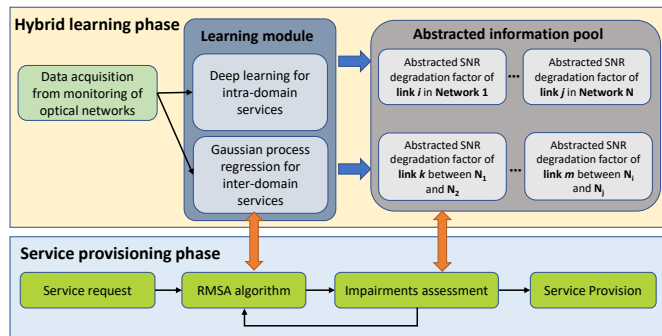 Hybrid learning phase
Learning module
Abstracted information pool
Data acquisition
from monitoring of
optical networks
Deep learning for
intra-domain
services
Gaussian process
regression for
inter-domain
services
Abstracted SNR
degradation factor of
link i in Network 1
...
Abstracted SNR
degradation factor of
link j in Network N
Abstracted SNR
degradation factor of
link k between N1
and N2
...
Abstracted SNR
degradation factor of
link m between Ni
and Nj
Service provisioning phase
Service request
RMSA algorithm
Impairments assessment
Service Provision